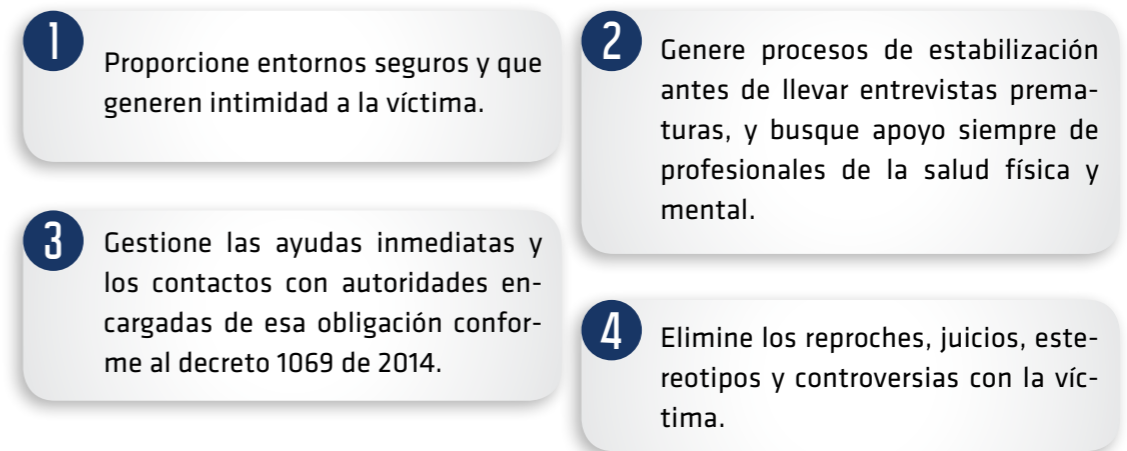 1
Proporcione entornos seguros y que
generen intimidad a la víctima.
2
Genere procesos de estabilización
antes de llevar entrevistas prema-
turas, y busque apoyo siempre de
profesionales de la salud física y
mental.
3
Gestione las ayudas inmediatas y
los contactos con autoridades en-
cargadas de esa obligación confor-
me al decreto 1069 de 2014.
4
Elimine los reproches, juicios, este-
reotipos y controversias con la víc-
tima.